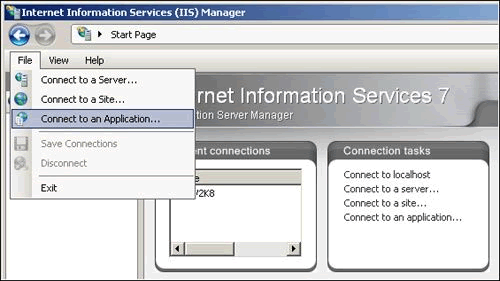 Internet Information Services (IIS) Manager
Start Page
File View Help
Connect to a Server...
Connect to a Site...
Connect to an Application...
Save Connections
Disconnect
Exit
rnet Information Services 7
tion Server Manager
ent connections
e
V2K8
Connection tasks
Connect to localhost
Connect to a server...
Connect to a site...
Connect to an application...